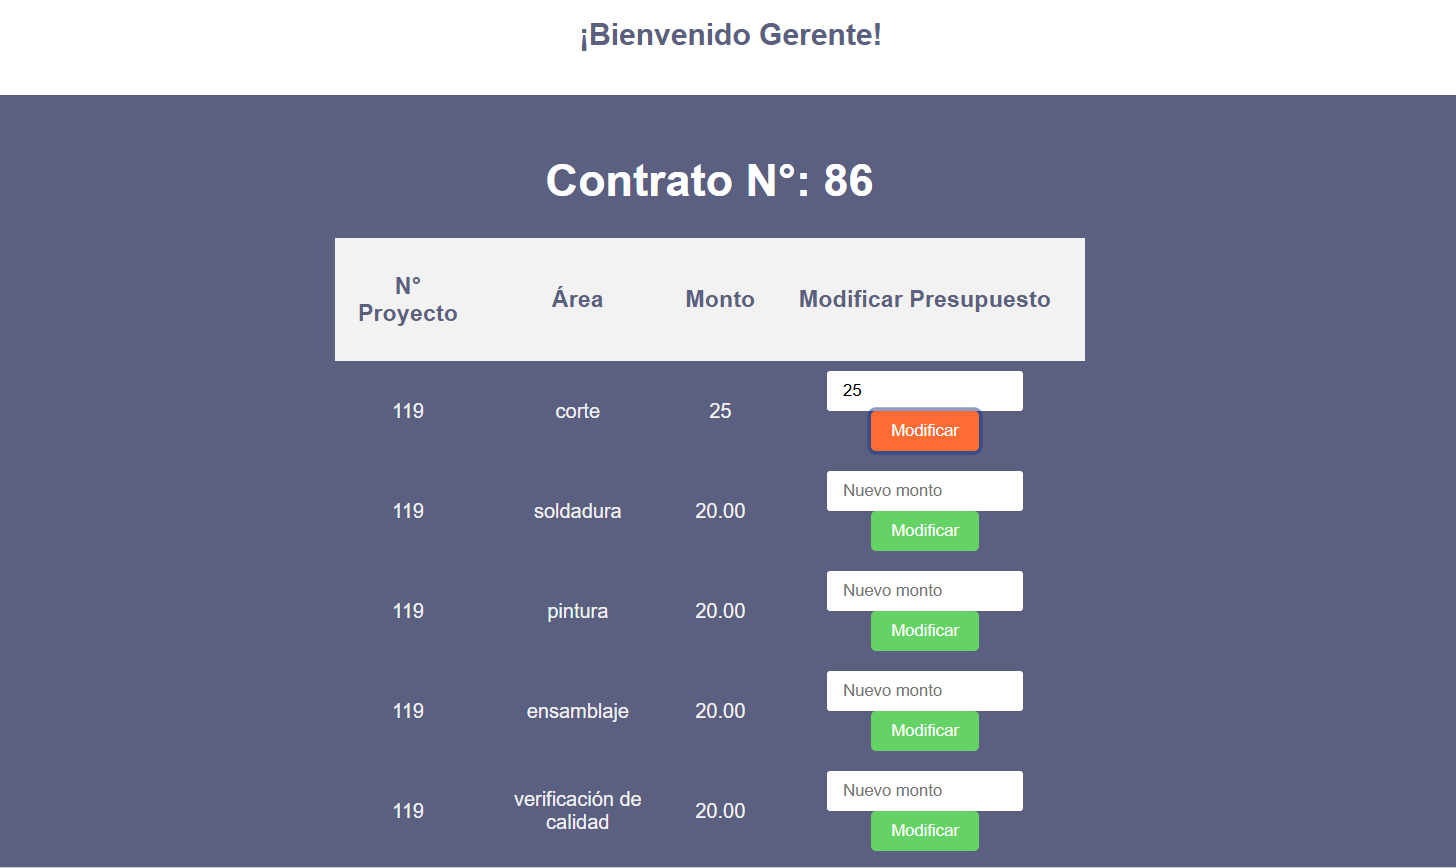 ¡Bienvenido Gerente!
Contrato N°: 86
N°
Proyecto
Área
Monto
Modificar Presupuesto
119
corte
25
25
Modificar
119
soldadura
20.00
Nuevo monto
Modificar
119
pintura
20.00
Nuevo monto
Modificar
119
ensamblaje
20.00
Nuevo monto
Modificar
119
verificación de
calidad
20.00
Nuevo monto
Modificar